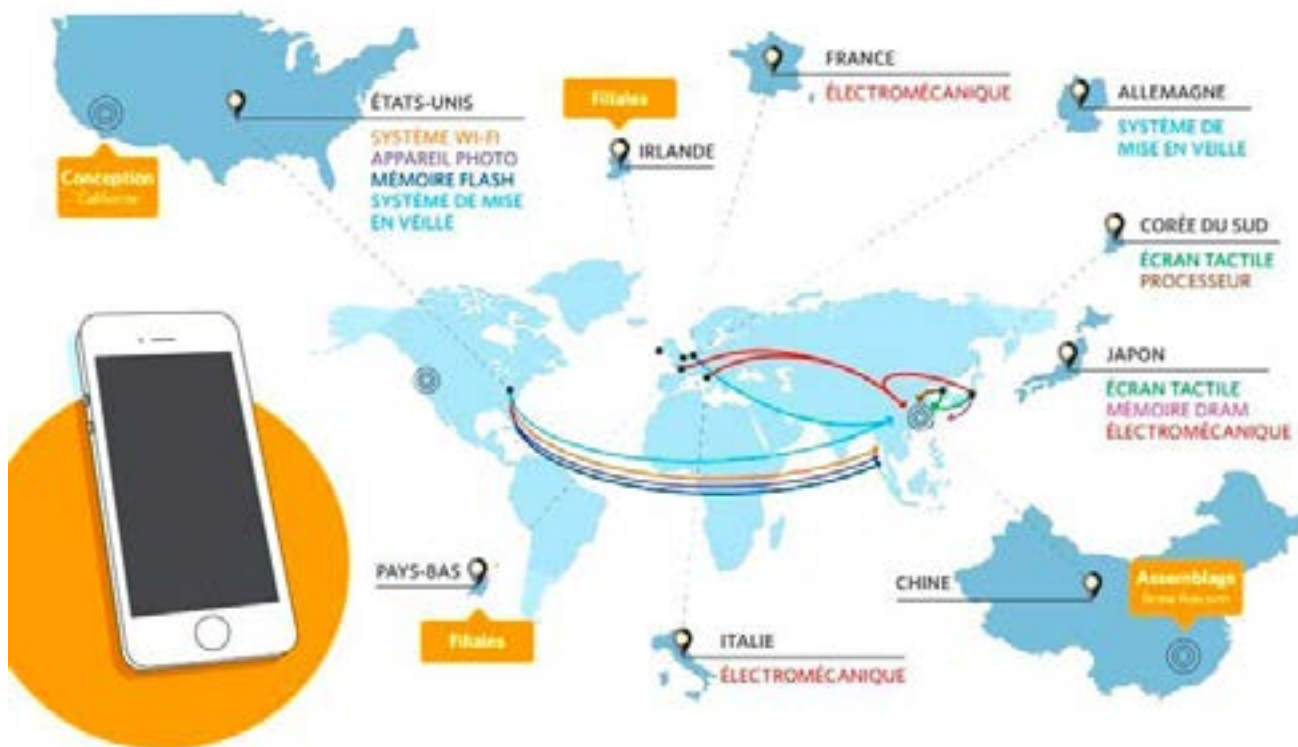 ÉTATS-UNIS
SYSTÈME WI-FI
APPAREIL PHOTO
MÉMOIRE FLASH
SYSTÈME DE MISE
EN VEILLE
Conception
Californie
Filiales
IRLANDE
FRANCE
ÉLECTROMÉCANIQUE
ALLEMAGNE
SYSTÈME DE
MISE EN VEILLE
CORÉE DU SUD
ÉCRAN TACTILE
PROCESSEUR
JAPON
ÉCRAN TACTILE
MÉMOIRE DRAM
ÉLECTROMÉCANIQUE
PAYS-BAS
Filiales
ITALIE
ÉLECTROMÉCANIQUE
CHINE
Assemblage